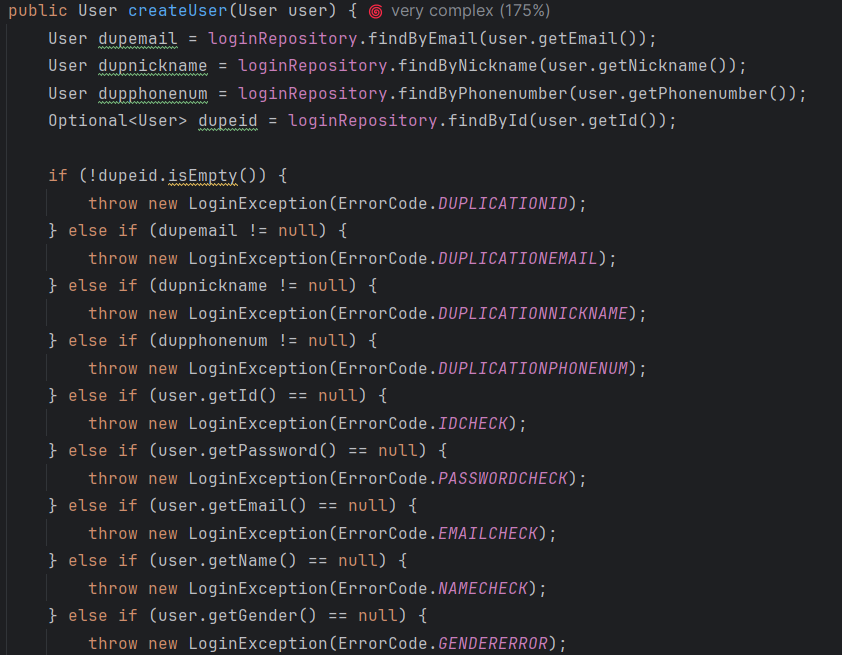 public User createUser(User user) { very complex (175%)
User dupemail = loginRepository.findByEmail(user.getEmail());
User dupnickname = loginRepository.findByNickname(user.getNickname());
User dupphonenum = loginRepository.findByPhonenumber(user.getPhonenumber());
Optional<User> dupeid = loginRepository.findById(user.getId());
if (!dupeid.isEmpty()) {
throw new LoginException(ErrorCode.DUPLICATIONID);
} else if (dupemail != null) {
throw new LoginException(ErrorCode.DUPLICATIONEMAIL);
} else if (dupnickname != null) {
throw new LoginException(ErrorCode.DUPLICATIONNICKNAME);
} else if (dupphonenum != null) {
throw new LoginException(ErrorCode.DUPLICATIONPHONENUM);
} else if (user.getId() == null) {
throw new LoginException(ErrorCode.IDCHECK);
} else if (user.getPassword() == null) {
throw new LoginException(ErrorCode.PASSWORDCHECK);
} else if (user.getEmail() == null) {
throw new LoginException(ErrorCode.EMAILCHECK);
} else if (user.getName() == null) {
throw new LoginException(ErrorCode.NAMECHECK);
} else if (user.getGender() == null) {
throw new LoginException(ErrorCode.GENDERERROR);